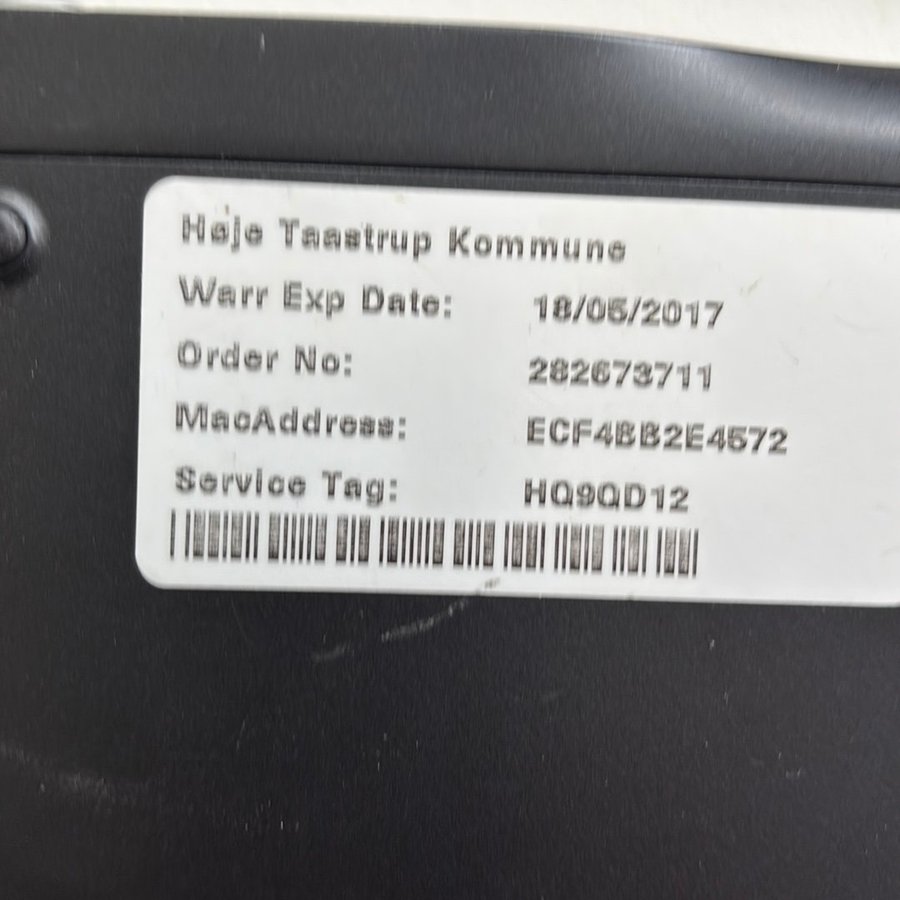 Høje Taastrup Kommune
Warr Exp Date: 18/05/2017
Order No: 282673711
MacAddress: ECF4BB2E4572
Service Tag: HQ9QD12